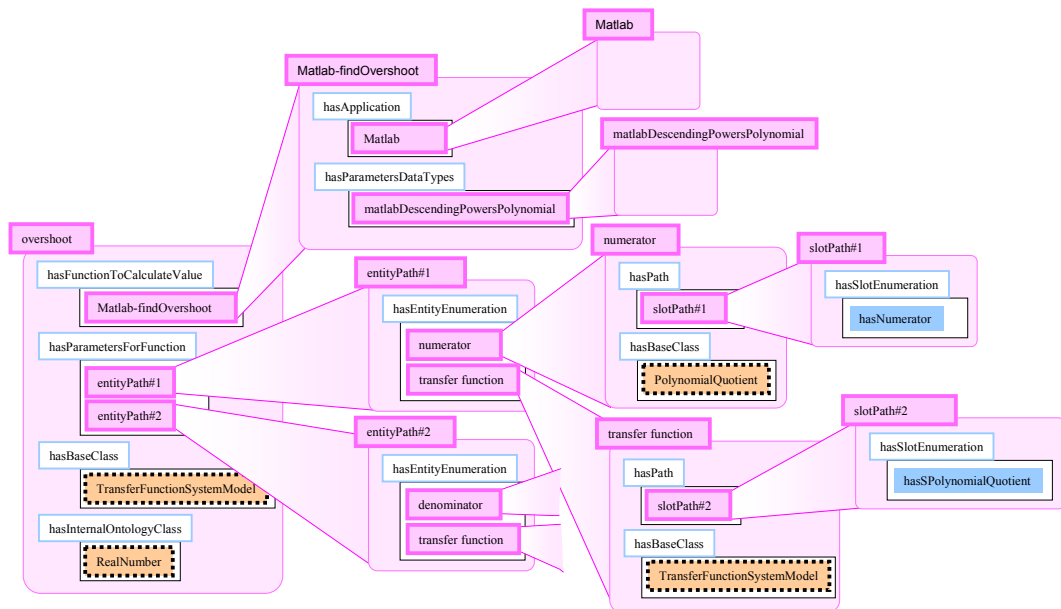 Matlab
Matlab-findOvershoot
hasApplication
Matlab
matlabDescendingPowersPolynomial
hasParametersDataTypes
matlabDescendingPowersPolynomial
overshoot
hasFunctionToCalculateValue
Matlab-findOvershoot
hasParametersForFunction
entityPath#1
entityPath#2
hasBaseClass
TransferFunctionSystemModel
hasInternalOntologyClass
RealNumber
entityPath#1
hasEntityEnumeration
numerator
transfer function
entityPath#2
hasEntityEnumeration
denominator
transfer function
numerator
hasPath
slotPath#1
hasBaseClass
PolynomialQuotient
slotPath#1
hasSlotEnumeration
hasNumerator
transfer function
hasPath
slotPath#2
hasBaseClass
TransferFunctionSystemModel
slotPath#2
hasSlotEnumeration
hasSPolynomialQuotient